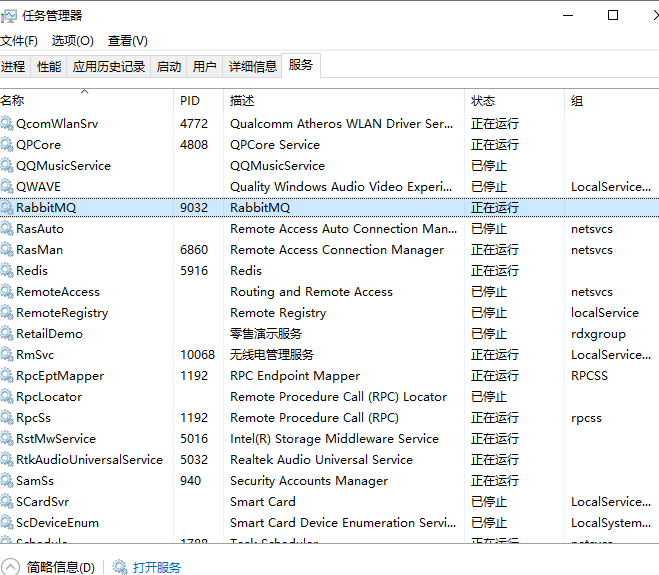 任务管理器
文件(F) 选项(O) 查看(V)
进程 性能 应用历史记录 启动 用户 详细信息 服务
名称 PID 描述 状态 组
QcomWlanSrv 4772 Qualcomm Atheros WLAN Driver Ser... 正在运行
QPCore 4808 QPCore Service 正在运行
QQMusicService QQMusicService 已停止
QWAVE Quality Windows Audio Video Experi... 已停止 LocalService...
RabbitMQ 9032 RabbitMQ 正在运行
RasAuto Remote Access Auto Connection Man... 已停止 netsvcs
RasMan 6860 Remote Access Connection Manager 正在运行 netsvcs
Redis 5916 Redis 正在运行
RemoteAccess Routing and Remote Access 已停止 netsvcs
RemoteRegistry Remote Registry 已停止 localService
RetailDemo 零售演示服务 已停止 rdxgroup
RmSvc 10068 无线电管理服务 正在运行 LocalService...
RpcEptMapper 1192 RPC Endpoint Mapper 正在运行 RPCSS
RpcLocator Remote Procedure Call (RPC) Locator 已停止
RpcSs 1192 Remote Procedure Call (RPC) 正在运行 rpcss
RstMwService 5016 Intel(R) Storage Middleware Service 正在运行
RtkAudioUniversalService 5032 Realtek Audio Universal Service 正在运行
SamSs 940 Security Accounts Manager 正在运行
SCardSvr Smart Card 已停止 LocalService...
ScDeviceEnum Smart Card Device Enumeration Servi... 已停止 LocalSystem...
Schedule 1788 Task Scheduler 正在运行 netsvcs
简略信息(D) 打开服务